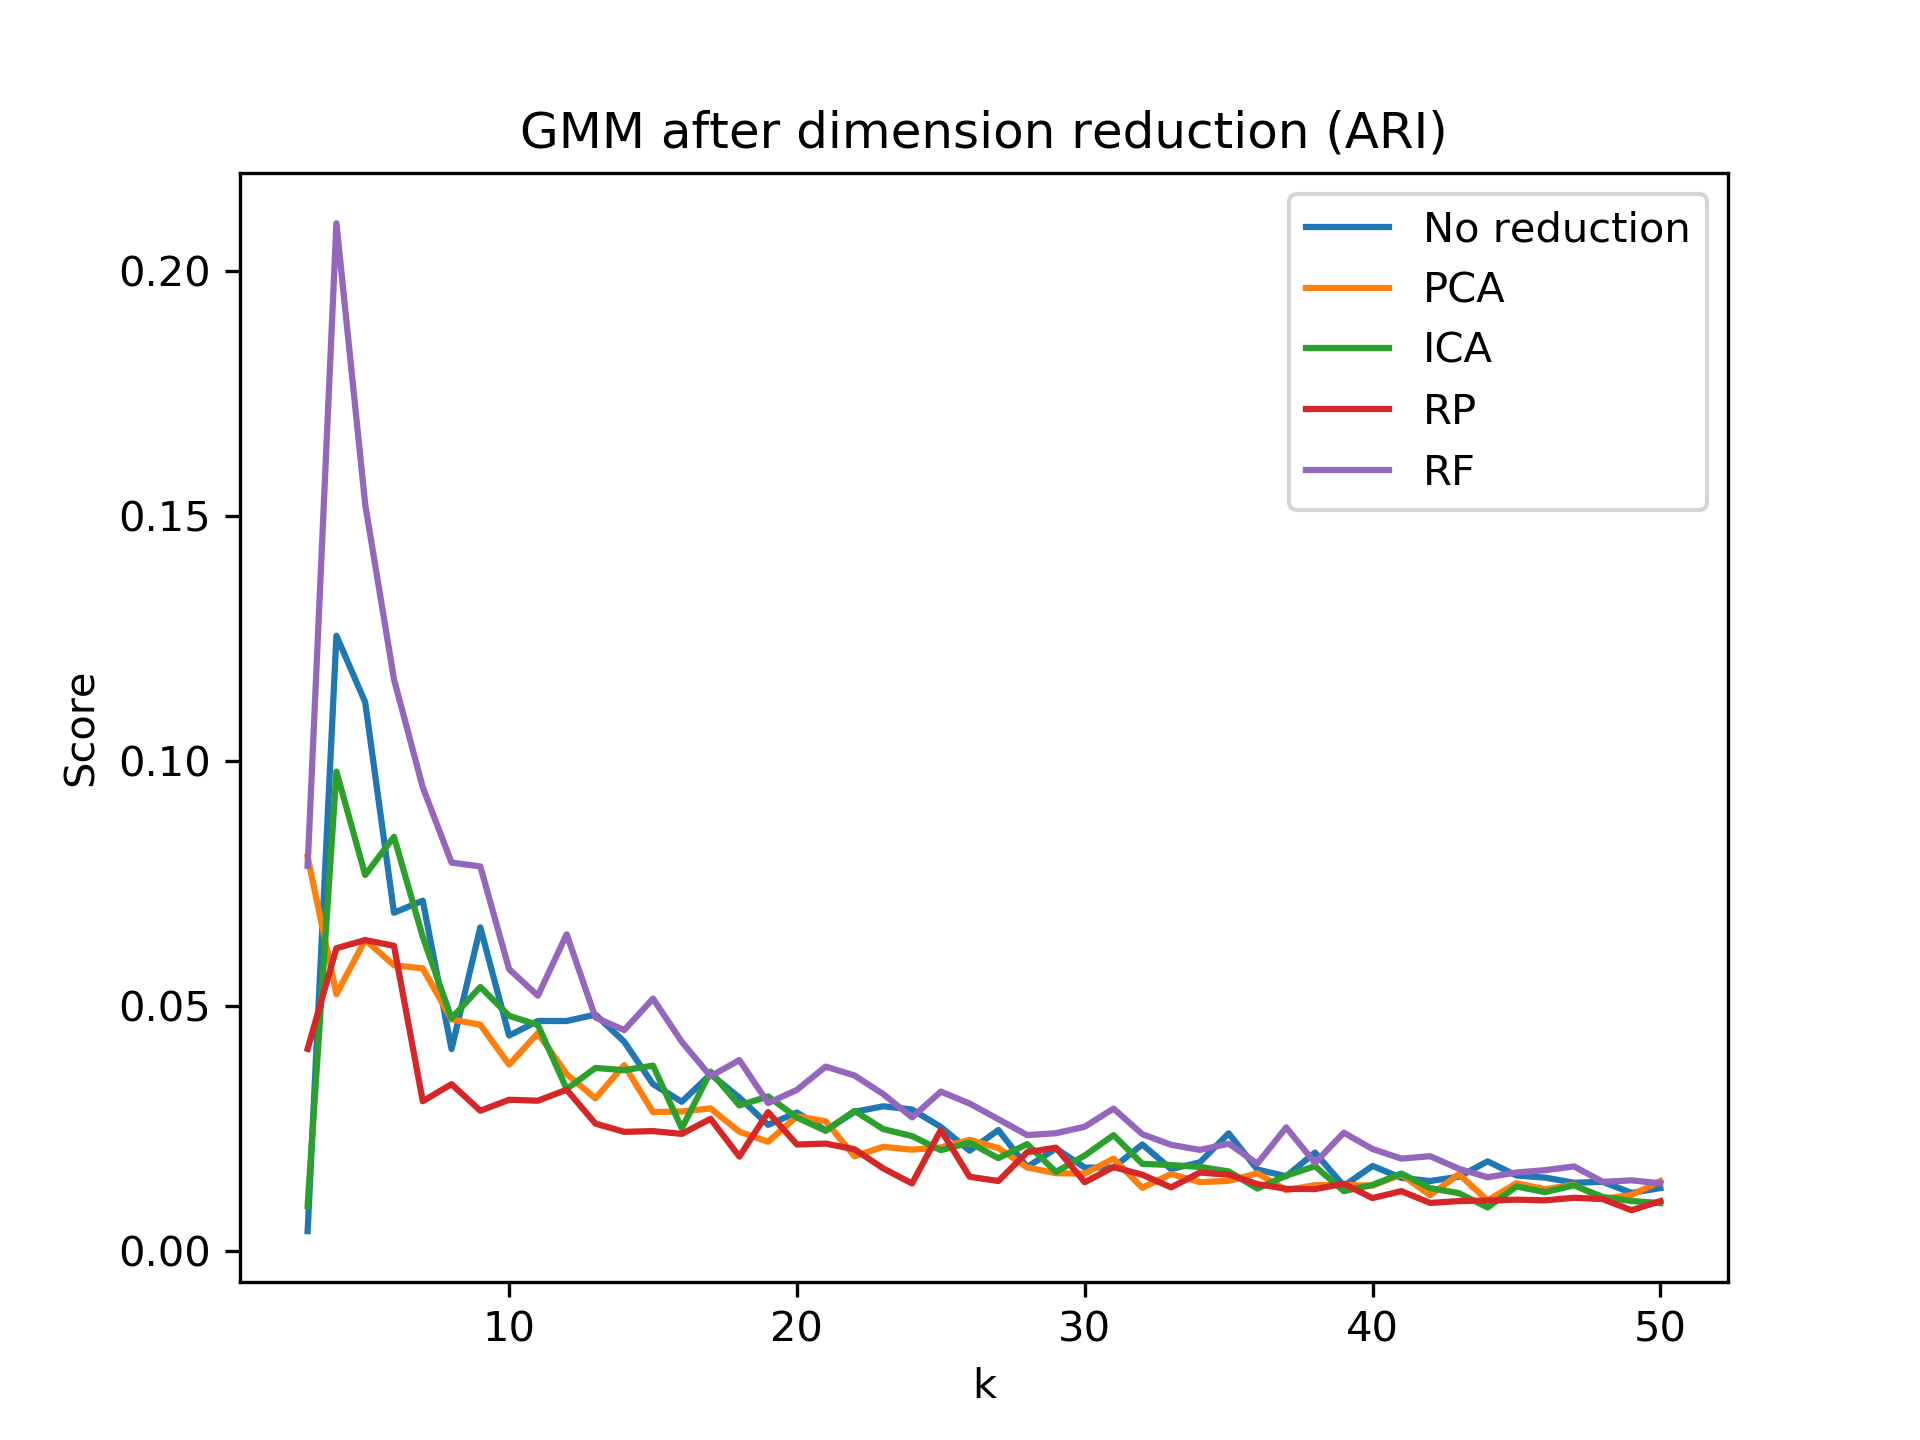 GMM after dimension reduction (ARI)
No reduction
PCA
ICA
RP
RF
Score
0.20
0.15
0.10
0.05
0.00
10 20 30 40 50
k